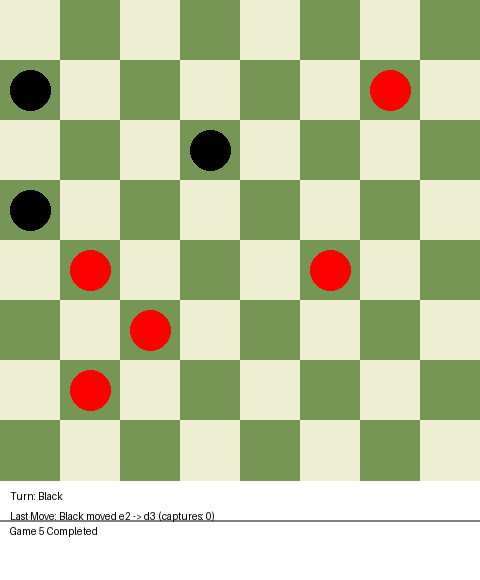 Turn: Black
Last Move: Black moved e2 -> d3 (captures: 0)
Game 5 Completed